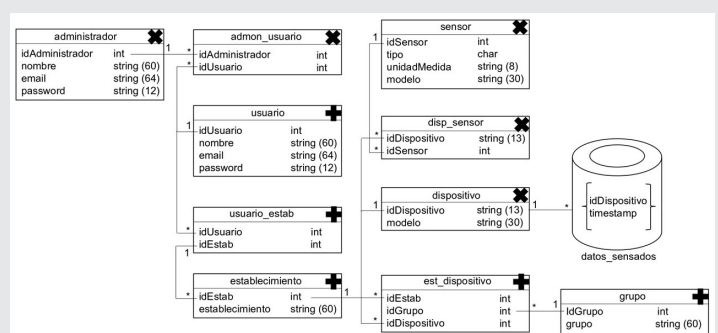 administrador
idAdministrador int
nombre string (60)
email string (64)
password string (12)
1
*
admon_usuario
idAdministrador int
* idUsuario int
usuario
1 idUsuario int
nombre string (60)
email string (64)
password string (12)
usuario_estab
* idUsuario int
idEstab int
1
establecimiento
* idEstab int
establecimiento string (60)
1
*
sensor
1 idSensor int
tipo char
unidadMedida string (8)
modelo string (30)
disp_sensor
* idDispositivo string (13)
* idSensor int
dispositivo
1 idDispositivo string (13)
modelo string (30)
1
*
idDispositivo
timestamp
datos_sensados
est_dispositivo
idEstab int
idGrupo int
* idDispositivo int
*
1
grupo
IdGrupo int
grupo string (60)